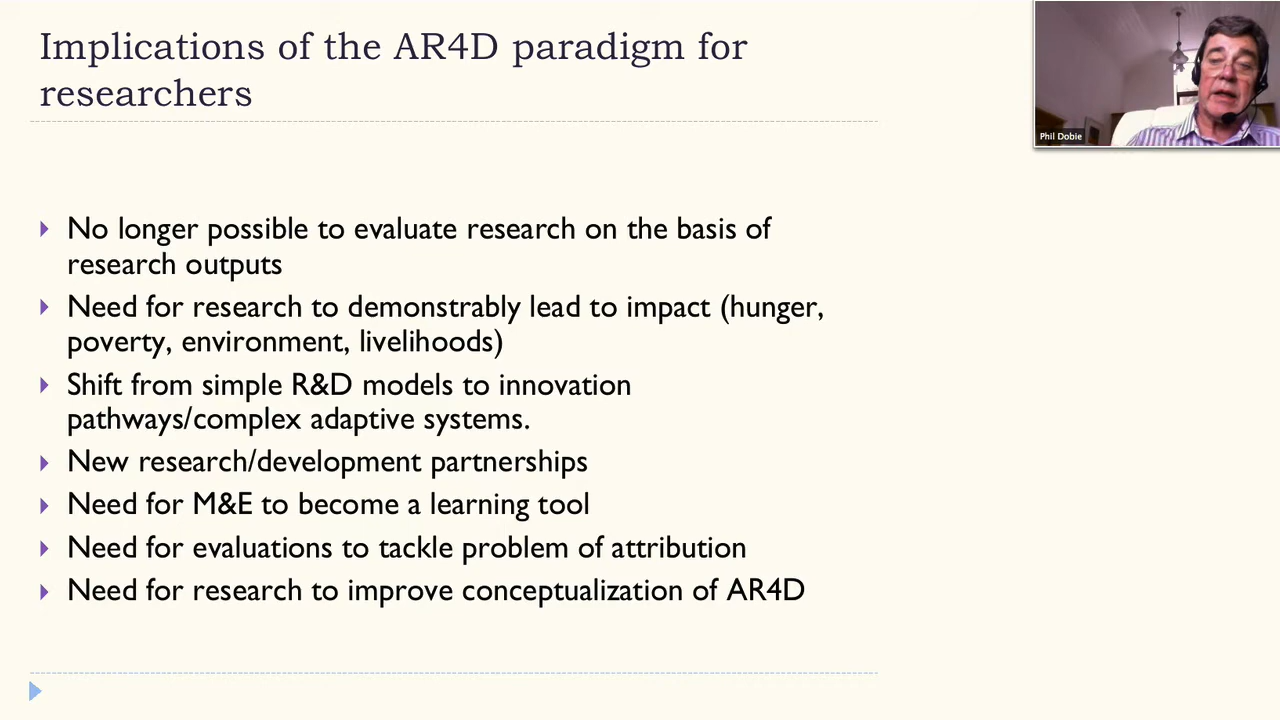 Implications of the AR4D paradigm for
researchers
Phil Dobie
No longer possible to evaluate research on the basis of
research outputs
Need for research to demonstrably lead to impact (hunger,
poverty, environment, livelihoods)
Shift from simple R&D models to innovation
pathways/complex adaptive systems.
New research/development partnerships
Need for M&E to become a learning tool
Need for evaluations to tackle problem of attribution
Need for research to improve conceptualization of AR4D